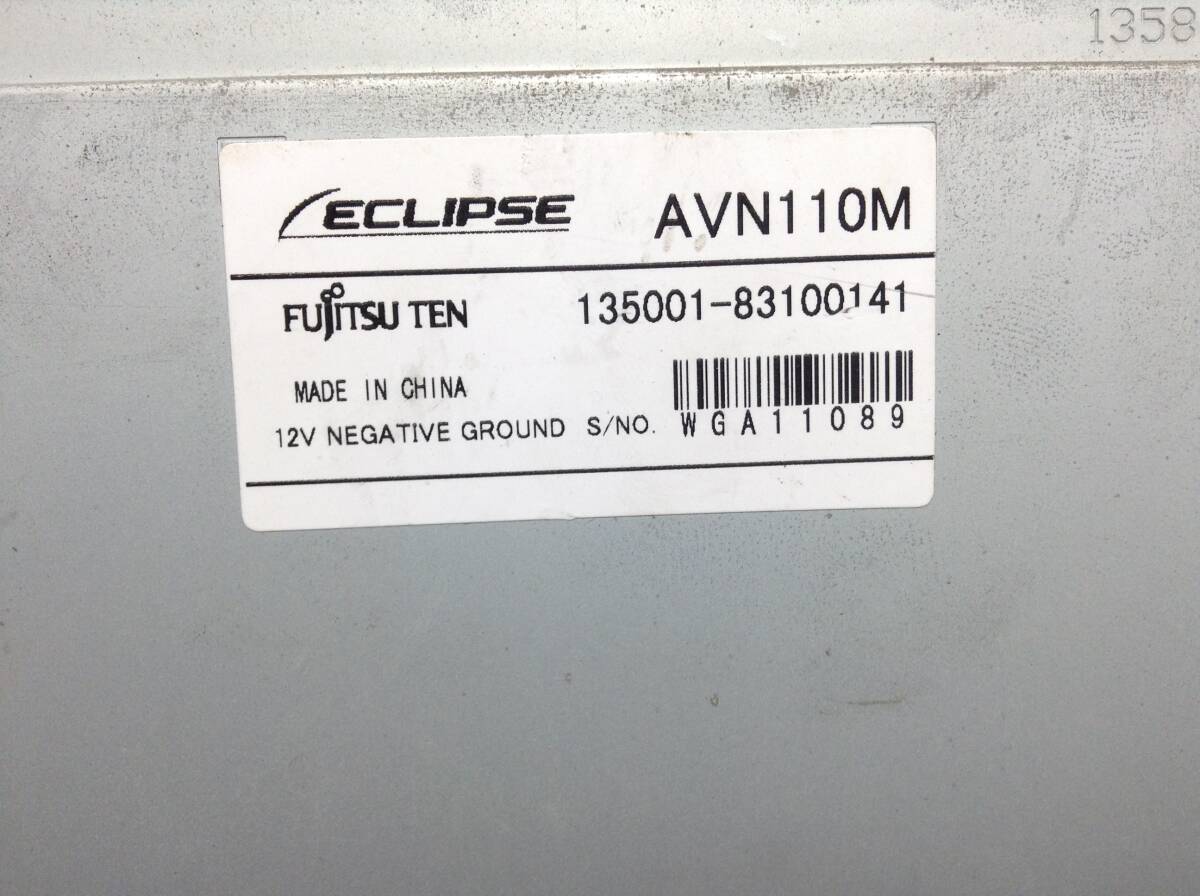 1358
ECLIPSE AVN110M
FUJITSU TEN 135001-83100141
MADE IN CHINA
12V NEGATIVE GROUND S/NO. WGA11089